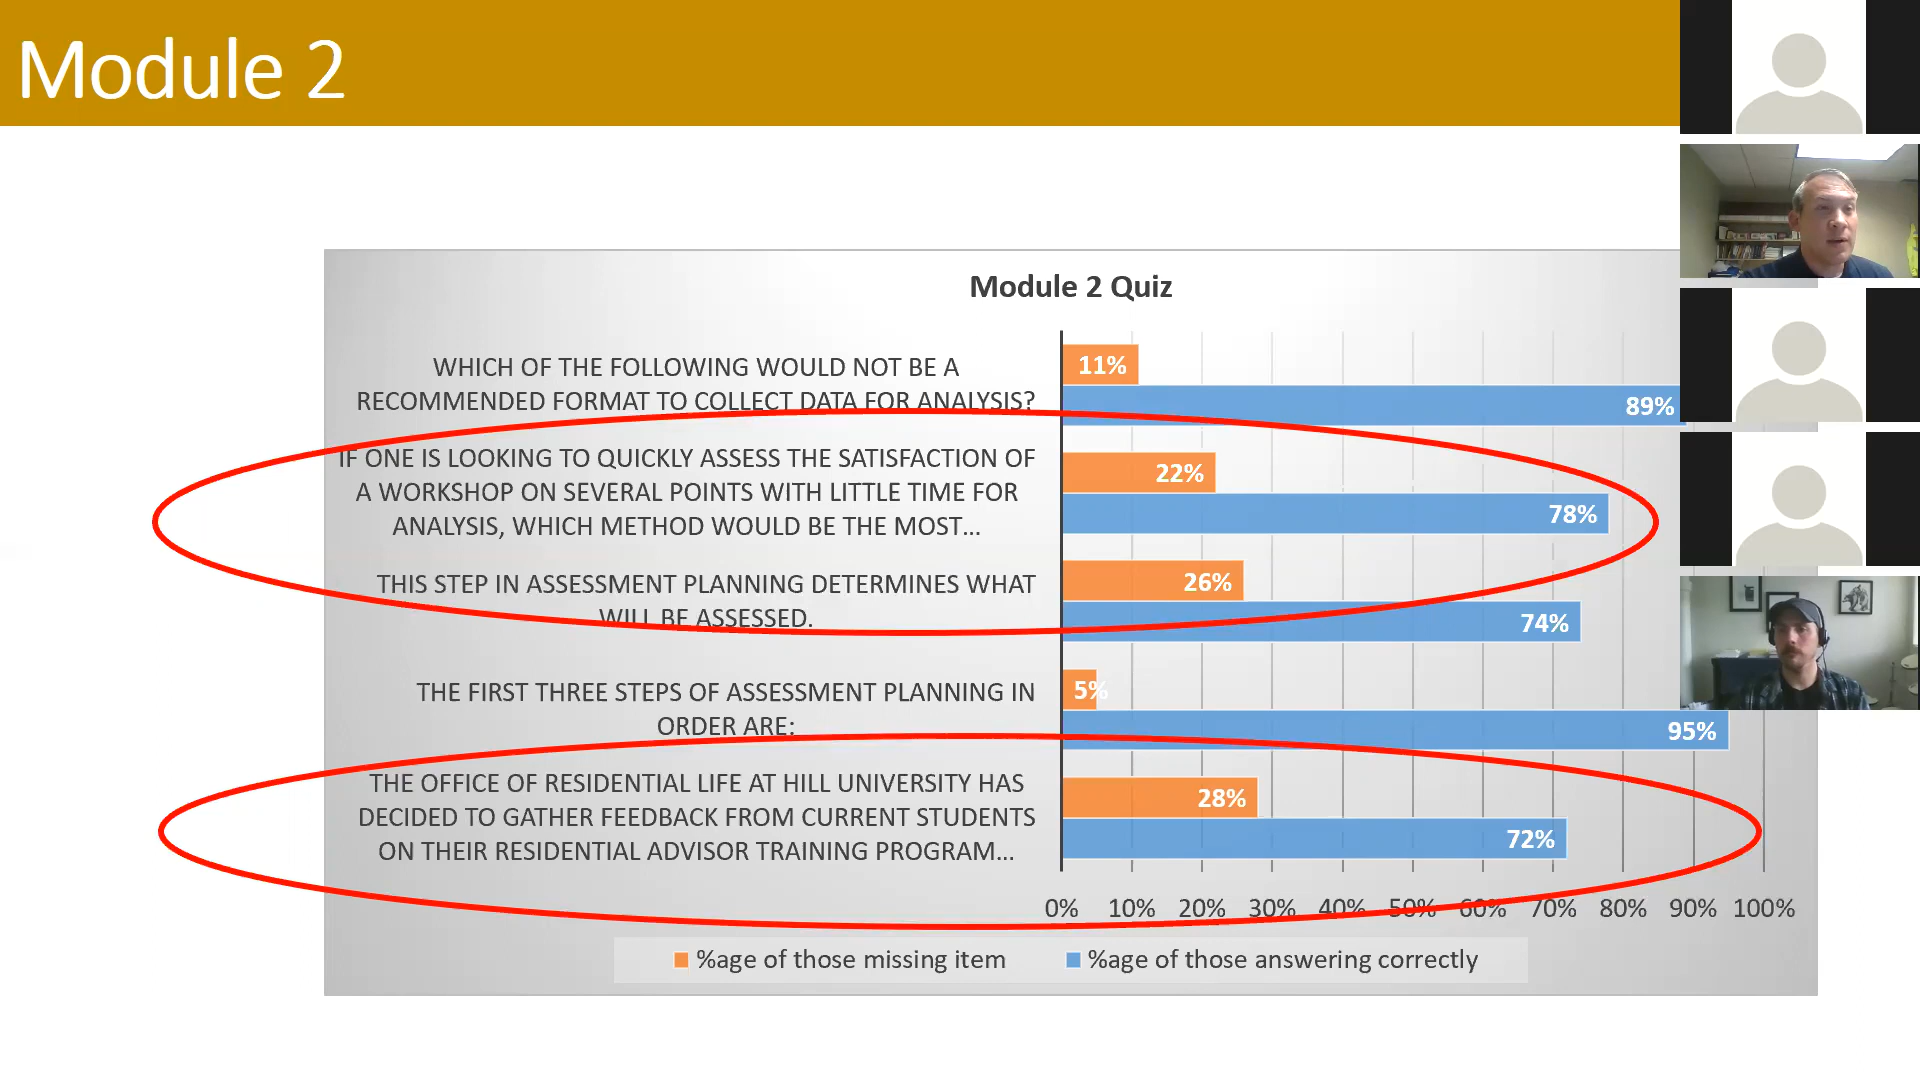 Module 2
Module 2 Quiz
WHICH OF THE FOLLOWING WOULD NOT BE A
RECOMMENDED FORMAT TO COLLECT DATA FOR ANALYSIS?
11%
89%
IF ONE IS LOOKING TO QUICKLY ASSESS THE SATISFACTION OF
A WORKSHOP ON SEVERAL POINTS WITH LITTLE TIME FOR
ANALYSIS, WHICH METHOD WOULD BE THE MOST...
22%
78%
THIS STEP IN ASSESSMENT PLANNING DETERMINES WHAT
WILL BE ASSESSED.
26%
74%
THE FIRST THREE STEPS OF ASSESSMENT PLANNING IN
ORDER ARE:
5%
95%
THE OFFICE OF RESIDENTIAL LIFE AT HILL UNIVERSITY HAS
DECIDED TO GATHER FEEDBACK FROM CURRENT STUDENTS
ON THEIR RESIDENTIAL ADVISOR TRAINING PROGRAM...
28%
72%
0% 10% 20% 30% 40% 50% 60% 70% 80% 90% 100%
%age of those missing item %age of those answering correctly